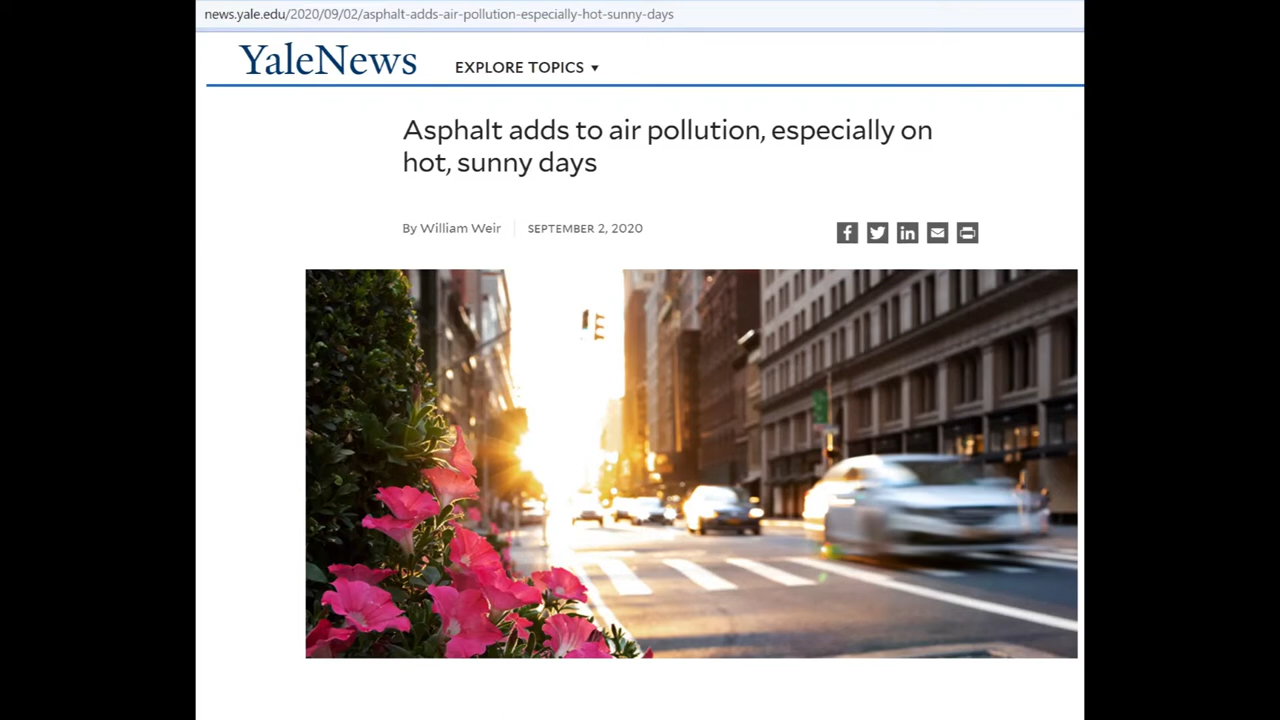 news.yale.edu/2020/09/02/asphalt-adds-air-pollution-especially-hot-sunny-days
YaleNews
EXPLORE TOPICS ▼
Asphalt adds to air pollution, especially on
hot, sunny days
By William Weir
SEPTEMBER 2, 2020